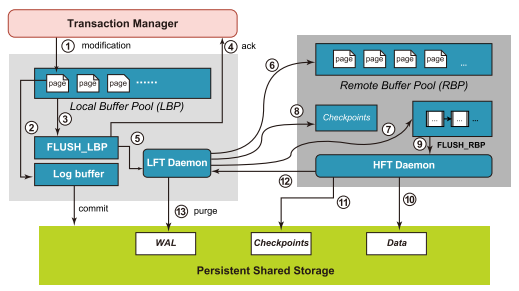 Transaction Manager
① modification
④ ack
page page page ......
Local Buffer Pool (LBP)
② ③
FLUSH_LBP
Log buffer
⑤
LFT Daemon
⑥
⑧
⑦
page page page page ...
Remote Buffer Pool (RBP)
Checkpoints
... ... ...
⑨ FLUSH_RBP
HFT Daemon
⑫
commit
⑬ purge
⑪
⑩
WAL
Checkpoints
Data
Persistent Shared Storage